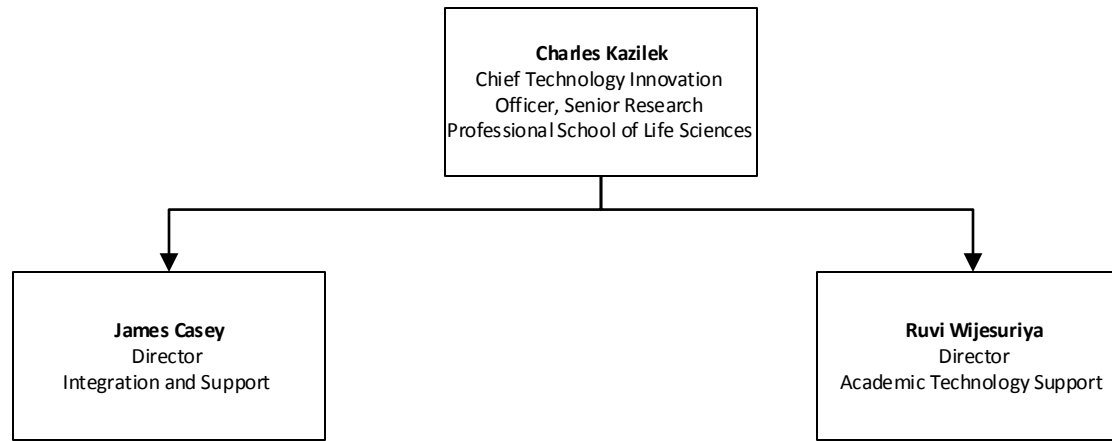 Charles Kazilek
Chief Technology Innovation
Officer, Senior Research
Professional School of Life Sciences
James Casey
Director
Integration and Support
Ruvi Wijesuriya
Director
Academic Technology Support